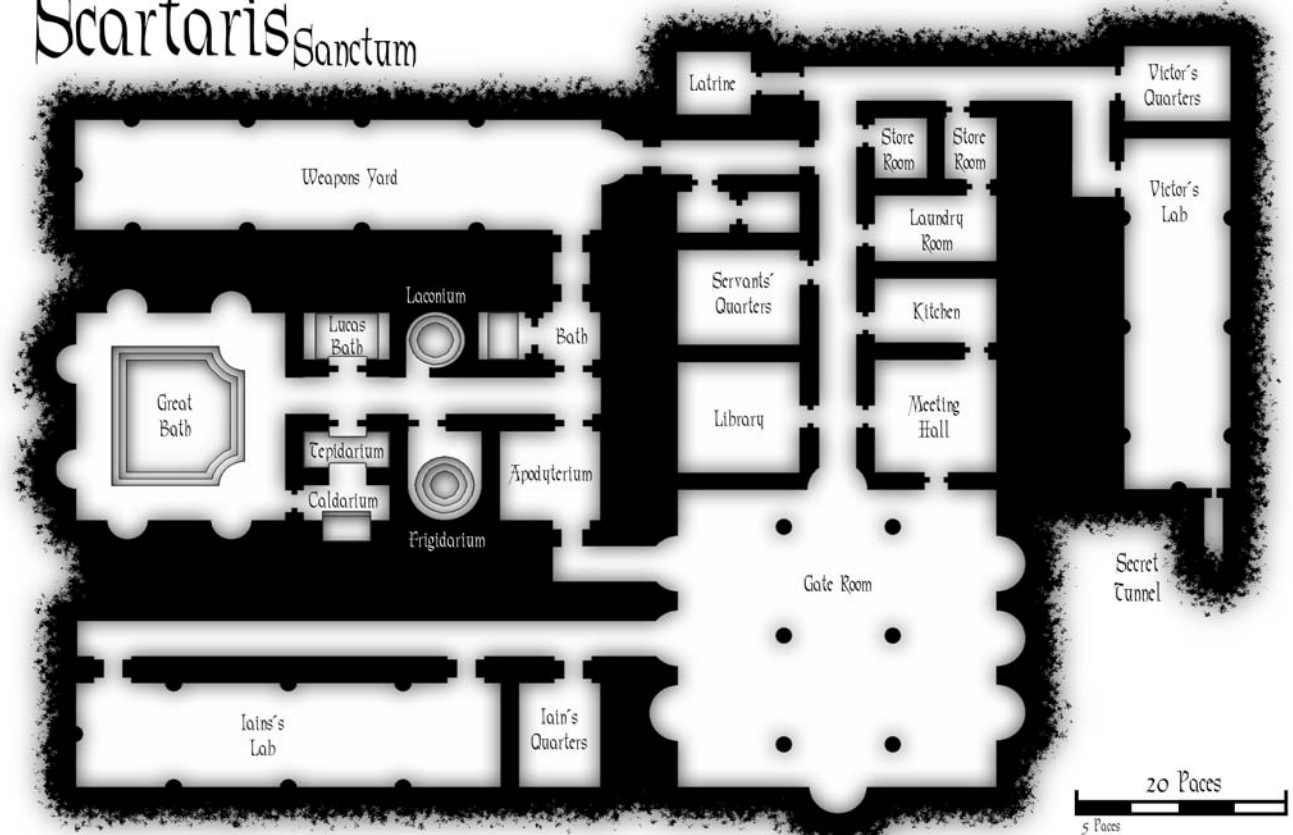 Scartaris Sanctum
Latrine
Victor's
Quarters
Store
Room
Store
Room
Weapons Yard
Victor's
Lab
Laundry
Room
Servants'
Quarters
Laconium
Lucas
Bath
Bath
Kitchen
Great
Bath
Library
Meeting
Hall
Tepidarium
Apodyterium
Caldarium
Frigidarium
Gate Room
Secret
Tunnel
Iains's
Lab
Iain's
Quarters
20 Paces
5 Paces